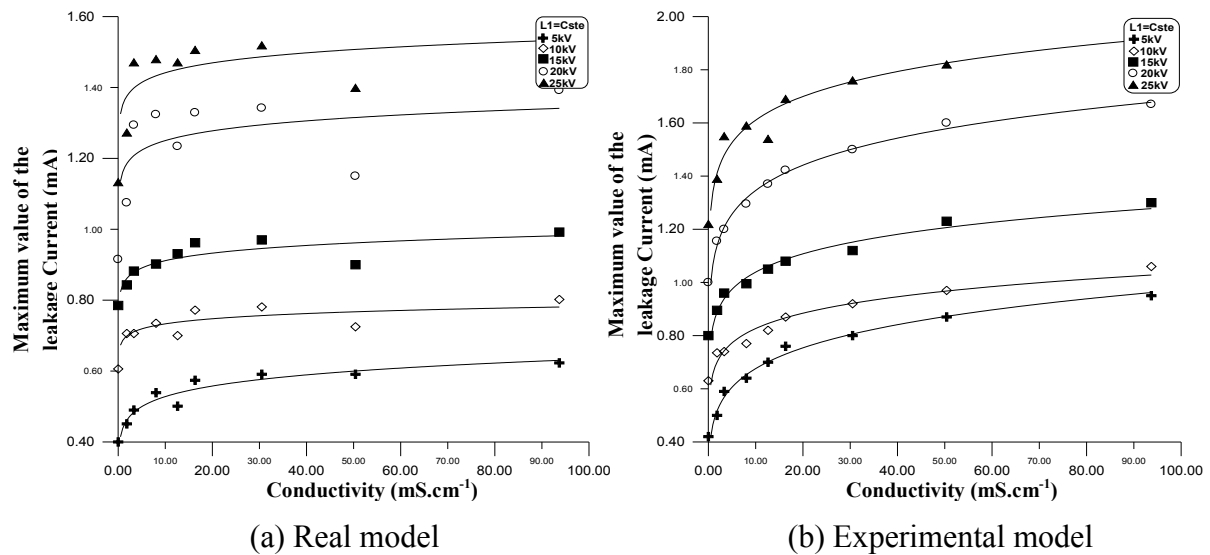 1.60
1.40
1.20
1.00
0.80
0.60
0.40
Maximum value of the
leakage Current (mA)
L1=Cste
5kV
10kV
15kV
20kV
25kV
0.00
10.00
20.00
30.00
40.00
50.00
60.00
70.00
80.00
90.00
100.00
Conductivity (mS.cm-1)
(a) Real model
2.00
1.80
1.60
1.40
1.20
1.00
0.80
0.60
0.40
Maximum value of the
leakage Current (mA)
L1=Cste
5kV
10kV
15kV
20kV
25kV
0.00
10.00
20.00
30.00
40.00
50.00
60.00
70.00
80.00
90.00
100.00
Conductivity (mS.cm-1)
(b) Experimental model